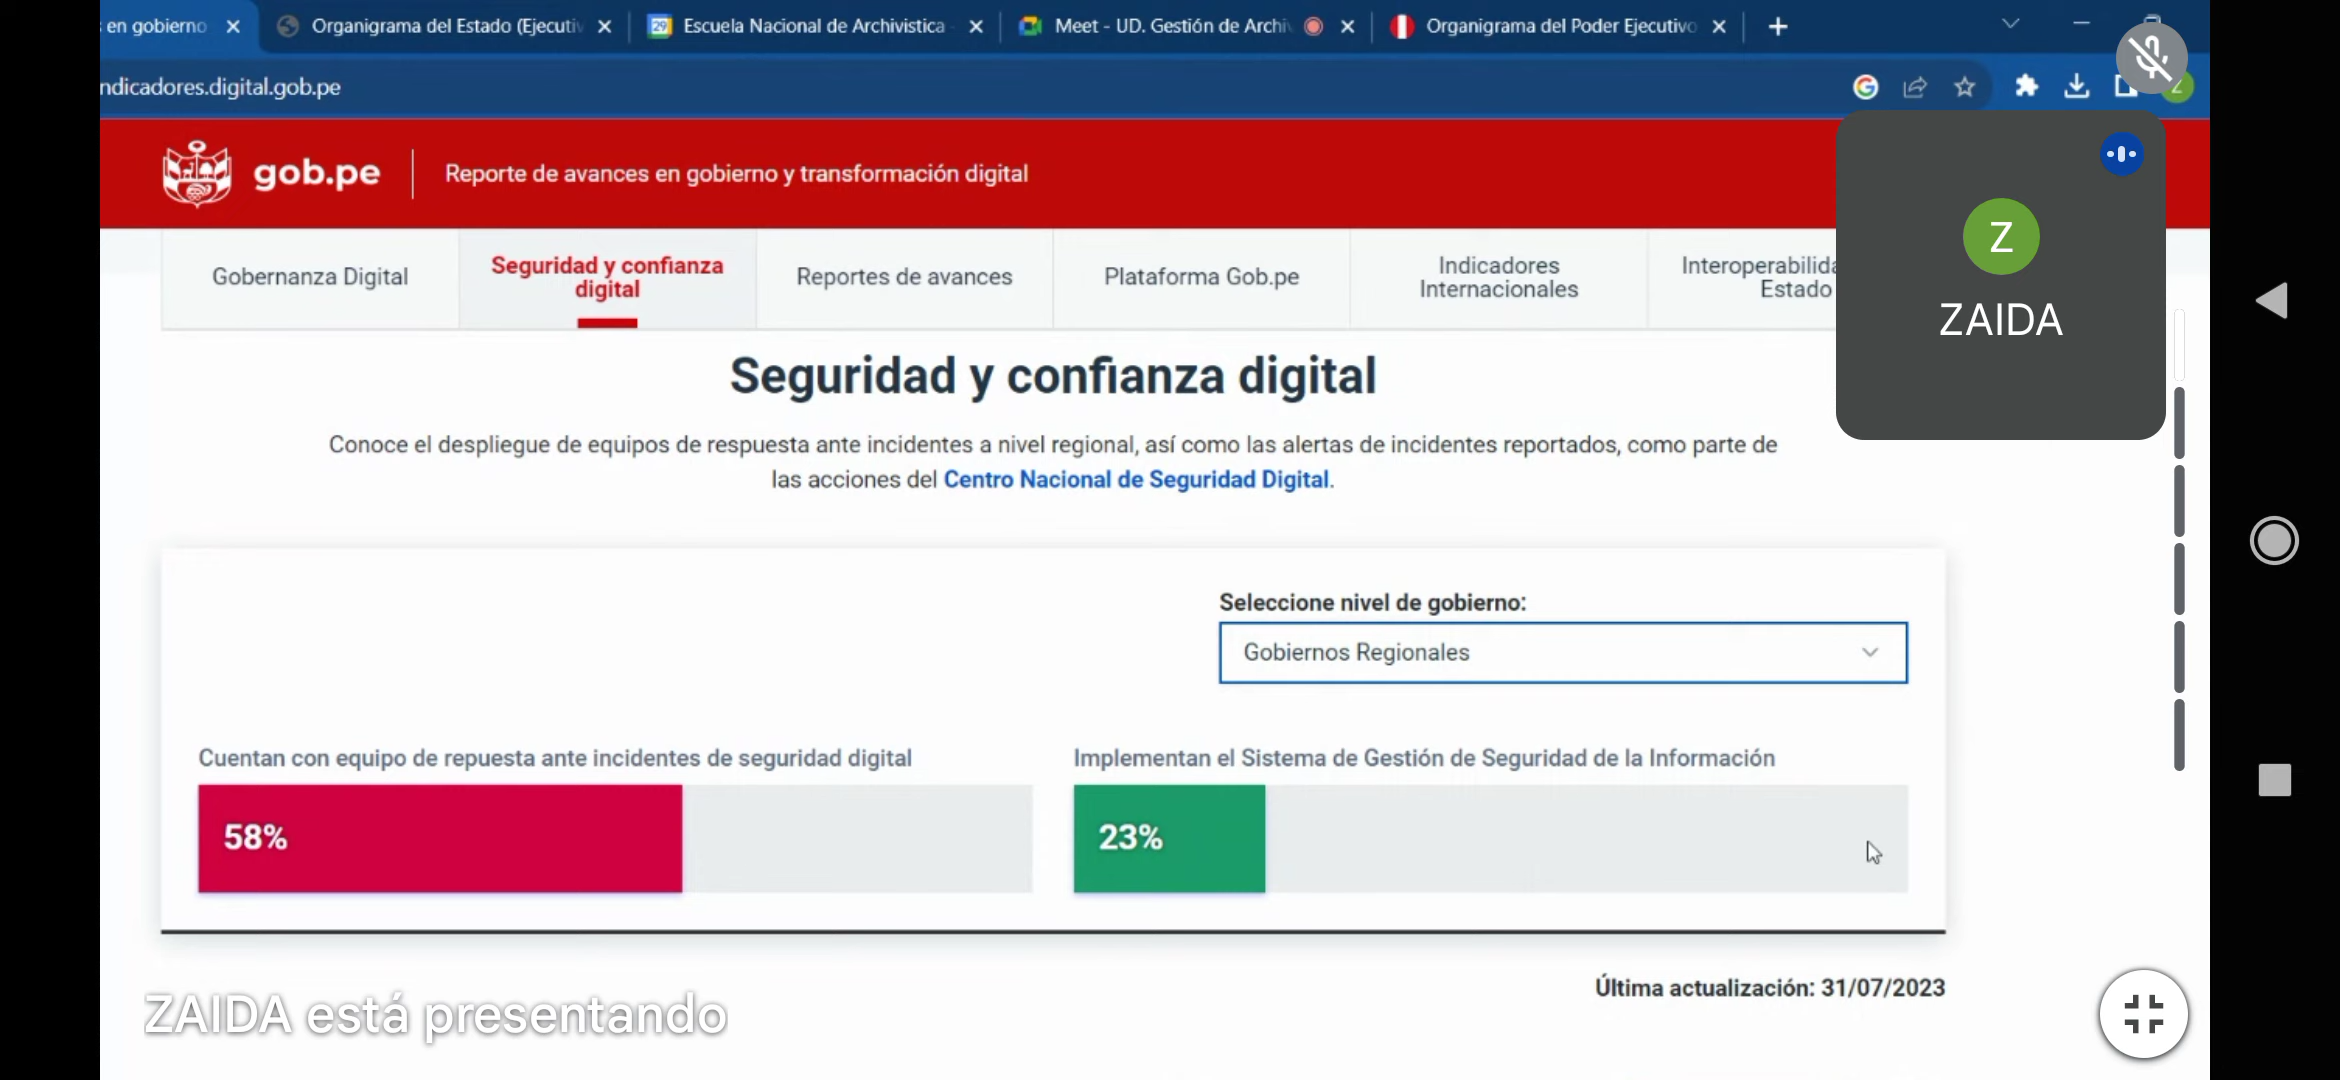 en gobierno
Organigrama del Estado (Ejecutiv
Escuela Nacional de Archivistica -
Meet - UD. Gestión de Archiv
Organigrama del Poder Ejecutivo
ndicadores.digital.gob.pe
gob.pe
Reporte de avances en gobierno y transformación digital
Z
ZAIDA
Gobernanza Digital
Seguridad y confianza
digital
Reportes de avances
Plataforma Gob.pe
Indicadores
Internacionales
Interoperabilida
Estado
Seguridad y confianza digital
Conoce el despliegue de equipos de respuesta ante incidentes a nivel regional, así como las alertas de incidentes reportados, como parte de
las acciones del Centro Nacional de Seguridad Digital.
Seleccione nivel de gobierno:
Gobiernos Regionales
Cuentan con equipo de repuesta ante incidentes de seguridad digital
58%
Implementan el Sistema de Gestión de Seguridad de la Información
23%
Última actualización: 31/07/2023
ZAIDA está presentando